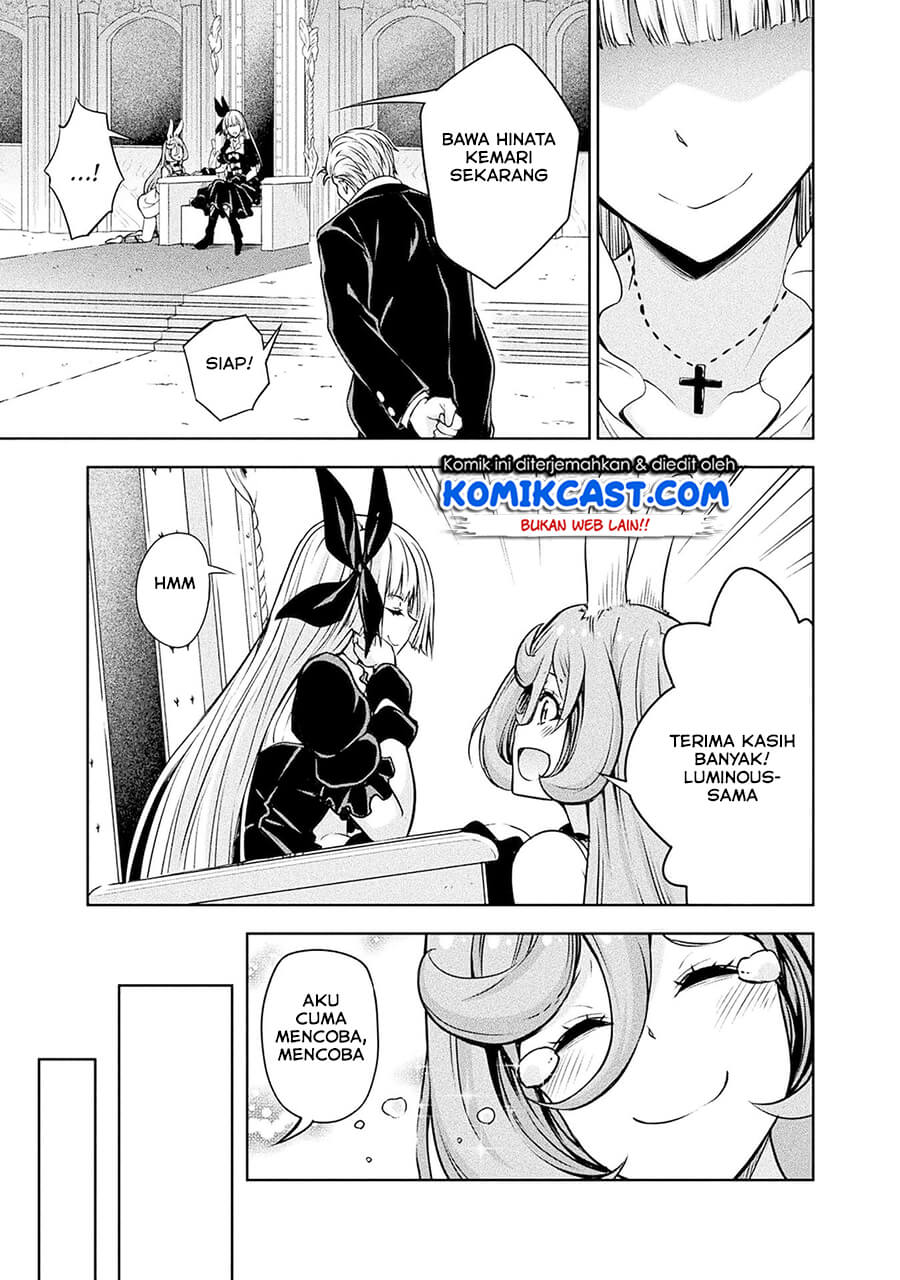 BAWA HINATA
KEMARI
SEKARANG
...!
SIAP!
Komik ini diterjemahkan & diedit oleh
KOMIKCAST.COM
BUKAN WEB LAIN!!
TERIMA KASIH
BANYAK!
LUMINOUS-
SAMA
HMM
AKU
CUMA
MENCOBA,
MENCOBA